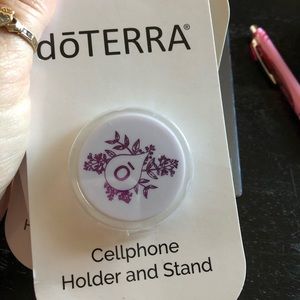 dōTERRA®
ō
Cellphone
Holder and Stand